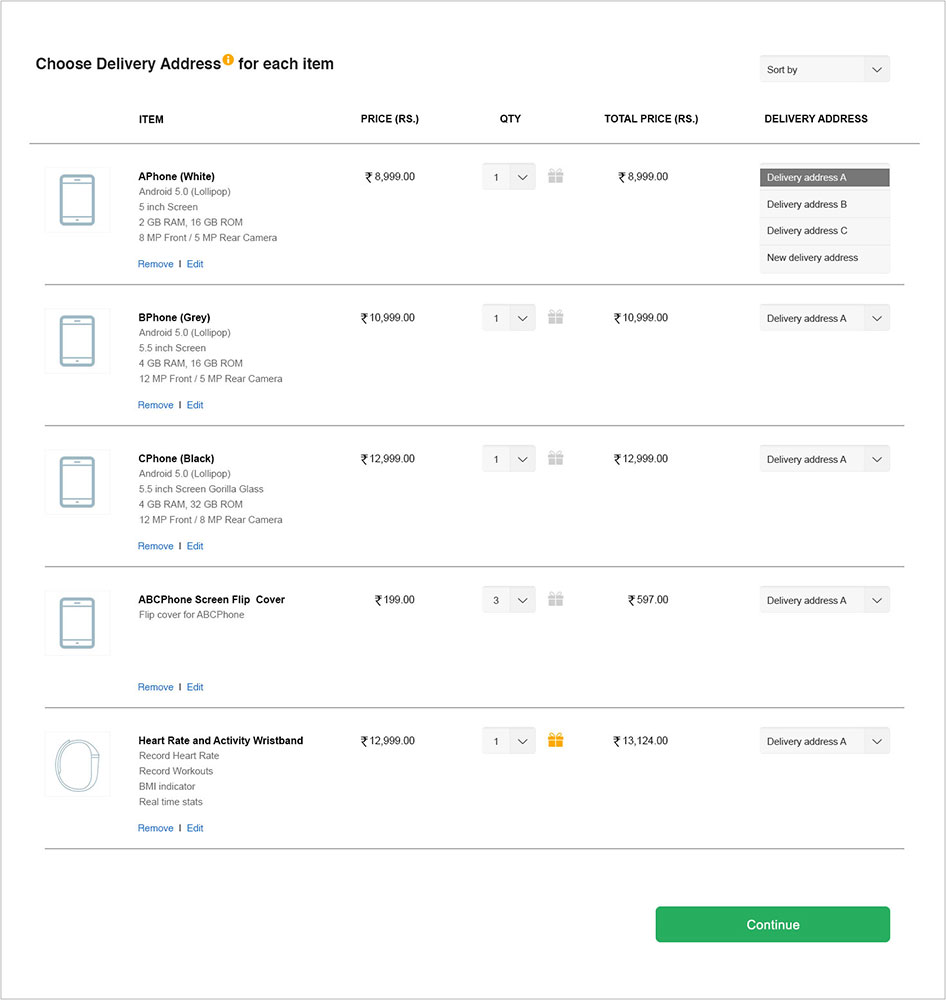 Choose Delivery Address for each item
Sort by
ITEM PRICE (RS.) QTY TOTAL PRICE (RS.) DELIVERY ADDRESS
APhone (White) ₹ 8,999.00 1 ₹ 8,999.00 Delivery address A
Android 5.0 (Lollipop)
5 inch Screen
Delivery address B
2 GB RAM, 16 GB ROM
Delivery address C
8 MP Front / 5 MP Rear Camera
New delivery address
Remove I Edit
BPhone (Grey) ₹ 10,999.00 1 ₹ 10,999.00 Delivery address A
Android 5.0 (Lollipop)
5.5 inch Screen
4 GB RAM, 16 GB ROM
12 MP Front / 5 MP Rear Camera
Remove I Edit
CPhone (Black) ₹ 12,999.00 1 ₹ 12,999.00 Delivery address A
Android 5.0 (Lollipop)
5.5 inch Screen Gorilla Glass
4 GB RAM, 32 GB ROM
12 MP Front / 8 MP Rear Camera
Remove I Edit
ABCPhone Screen Flip Cover ₹ 199.00 3 ₹ 597.00 Delivery address A
Flip cover for ABCPhone
Remove I Edit
Heart Rate and Activity Wristband ₹ 12,999.00 1 ₹ 13,124.00 Delivery address A
Record Heart Rate
Record Workouts
BMI indicator
Real time stats
Remove I Edit
Continue